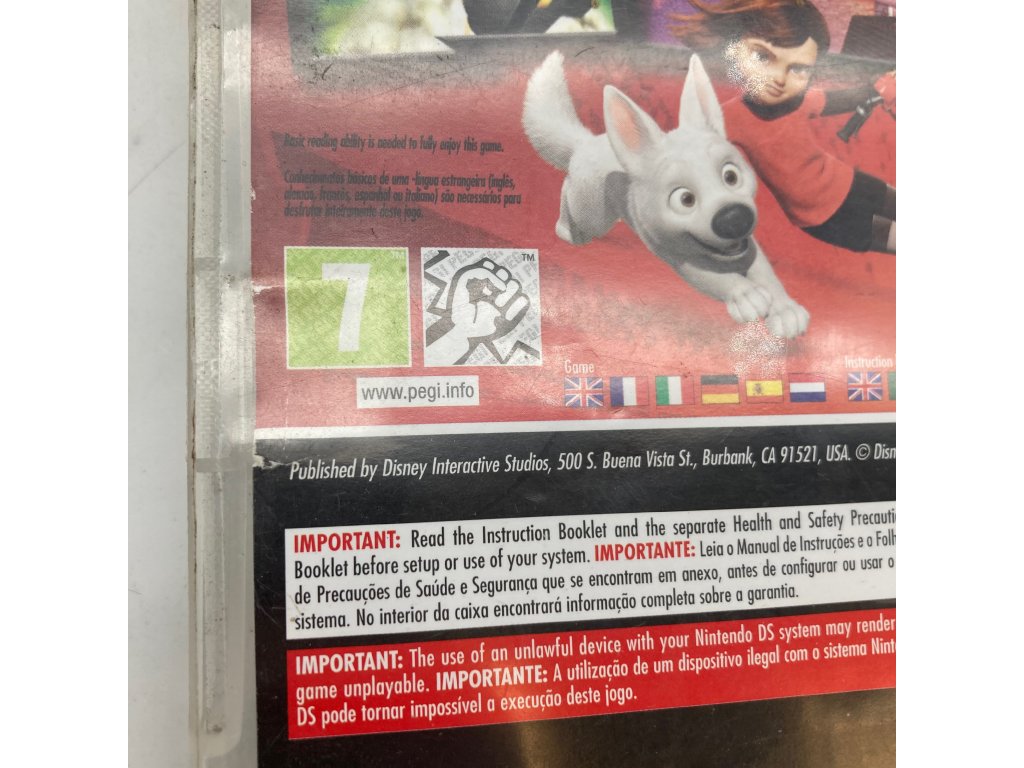 Basic reading ability is needed to fully enjoy this game.
Conhecimentos básicos de uma língua estrangeira (inglês,
alemão, francês, espanhol ou italiano) são necessários para
desfrutar inteiramente deste jogo.
7 TM
TM
PEGI
www.pegi.info
Game
Instruction
Published by Disney Interactive Studios, 500 S. Buena Vista St., Burbank, CA 91521, USA. © Disn
IMPORTANT: Read the Instruction Booklet and the separate Health and Safety Precauti
Booklet before setup or use of your system. IMPORTANTE: Leia o Manual de Instruções e o Folh
de Precauções de Saúde e Segurança que se encontram em anexo, antes de configurar ou usar o
sistema. No interior da caixa encontrará informação completa sobre a garantia.
IMPORTANT: The use of an unlawful device with your Nintendo DS system may render
game unplayable. IMPORTANTE: A utilização de um dispositivo ilegal com o sistema Nint
DS pode tornar impossível a execução deste jogo.